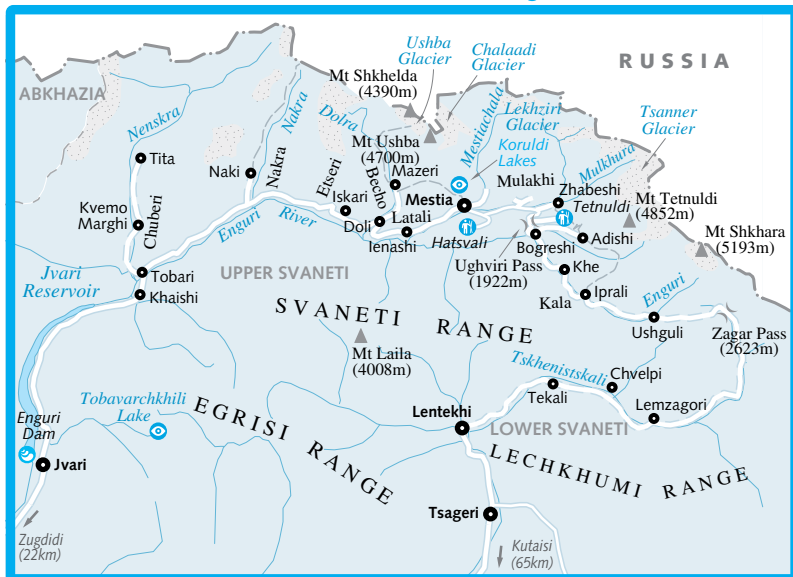 RUSSIA
ABKHAZIA
Ushba
Glacier
Chalaadi
Glacier
Mt Shkhelda
(4390m)
Lekhziri
Glacier
Tsanner
Glacier
Nenskra
Nakra
Dolra
Mestiachala
Mt Ushba
(4700m)
Koruldi
Lakes
Mulkhura
Tita
Naki
Nakra
Etseri
Becho
Mazeri
Mulakhi
Zhabeshi
Tetnuldi
Mt Tetnuldi
(4852m)
Mestia
Iskari
Latali
Kvemo
Marghi
Chuberi
Enguri
River
Doli
Ienashi
Hatsvali
Bogreshi
Adishi
Mt Shkhara
(5193m)
Ughviri Pass
(1922m)
Khe
Jvari
Reservoir
Tobari
UPPER SVANETI
Kala
Iprali
Enguri
Khaishi
SVANETI RANGE
Ushguli
Zagar Pass
(2623m)
Mt Laila
(4008m)
Tskhenistskali
Chvelpi
Tekali
Tobavarchkhili
Lake
EGRISI RANGE
Lentekhi
Lemzagori
Enguri
Dam
LOWER SVANETI
Jvari
LECHKHUMI RANGE
Tsageri
Zugdidi
(22km)
Kutaisi
(65km)